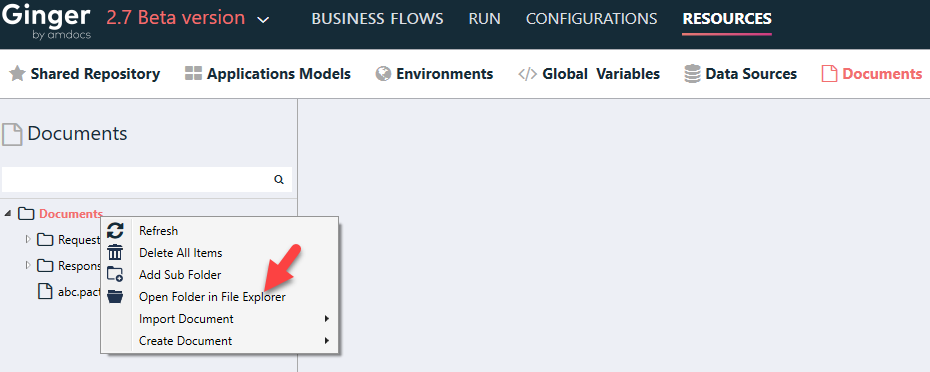 Ginger 2.7 Beta version BUSINESS FLOWS RUN CONFIGURATIONS RESOURCES
by amdocs
Shared Repository Applications Models Environments Global Variables Data Sources Documents
Documents
Documents
Refresh
Request
Delete All Items
Add Sub Folder
Respons
Open Folder in File Explorer
abc.pact
Import Document
Create Document